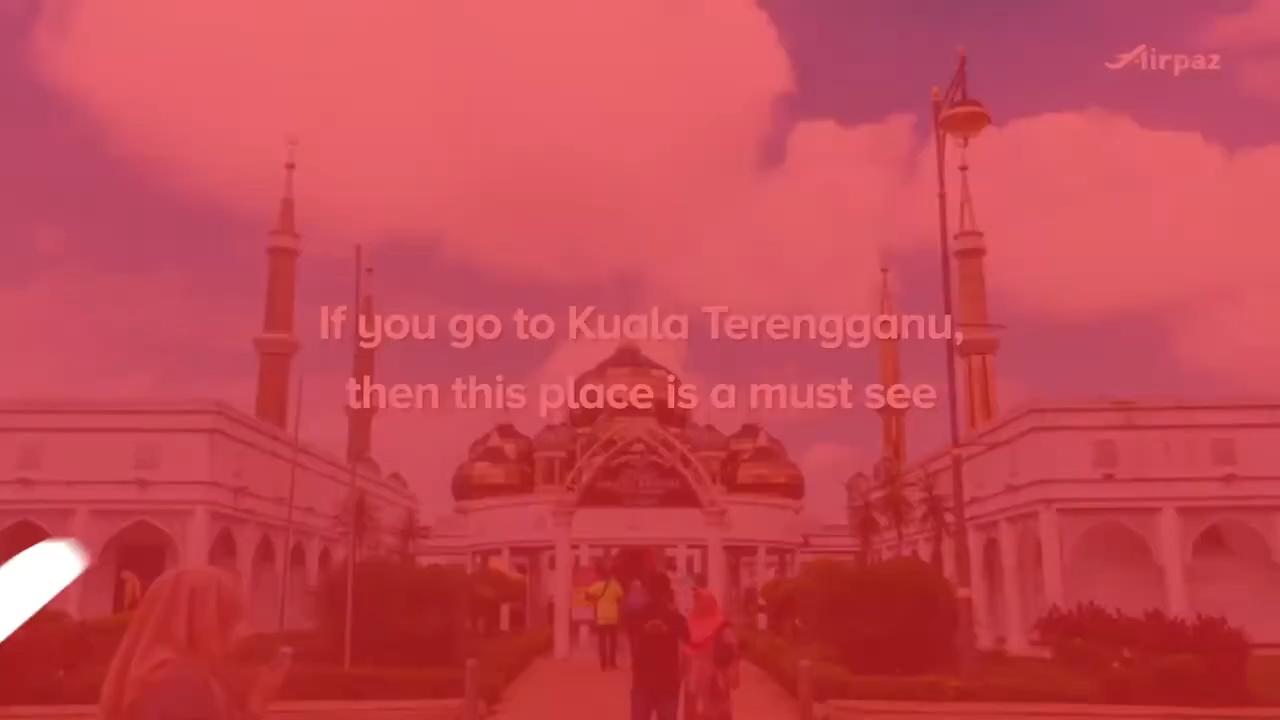 Airpaz
If you go to Kuala Terengganu,
then this place is a must see